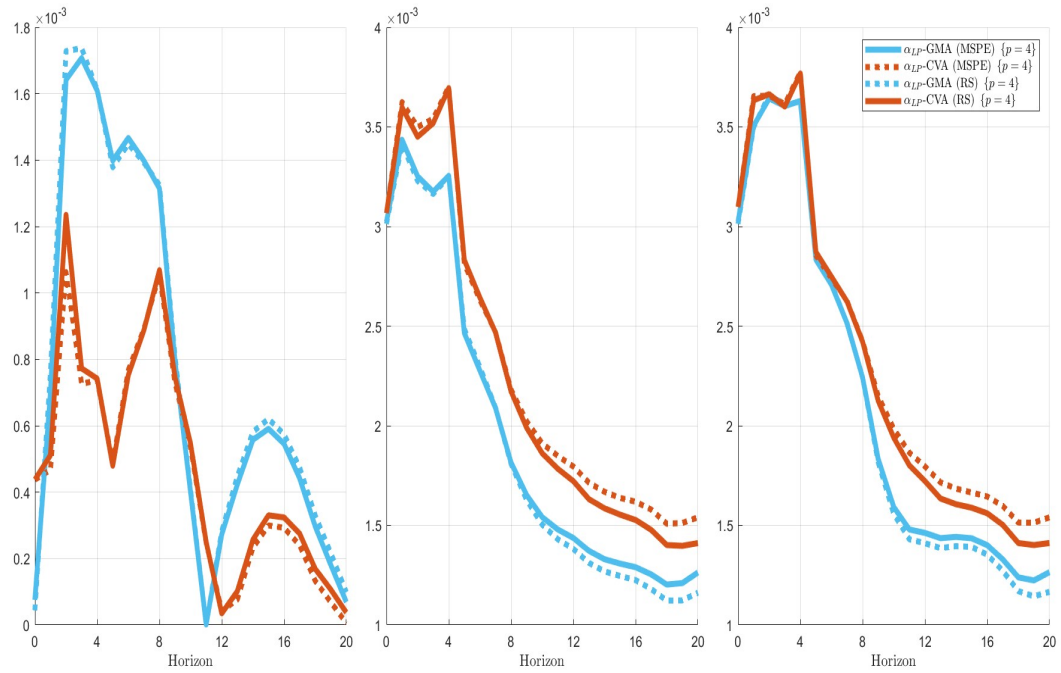 ×10⁻³
1.8
1.6
1.4
1.2
1
0.8
0.6
0.4
0.2
0
0 4 8 12 16 20
Horizon
×10⁻³
4
3.5
3
2.5
2
1.5
1
0 4 8 12 16 20
Horizon
×10⁻³
4
3.5
3
2.5
2
1.5
1
0 4 8 12 16 20
Horizon
α_LP-GMA (MSPE) {p = 4}
α_LP-CVA (MSPE) {p = 4}
α_LP-GMA (RS) {p = 4}
α_LP-CVA (RS) {p = 4}